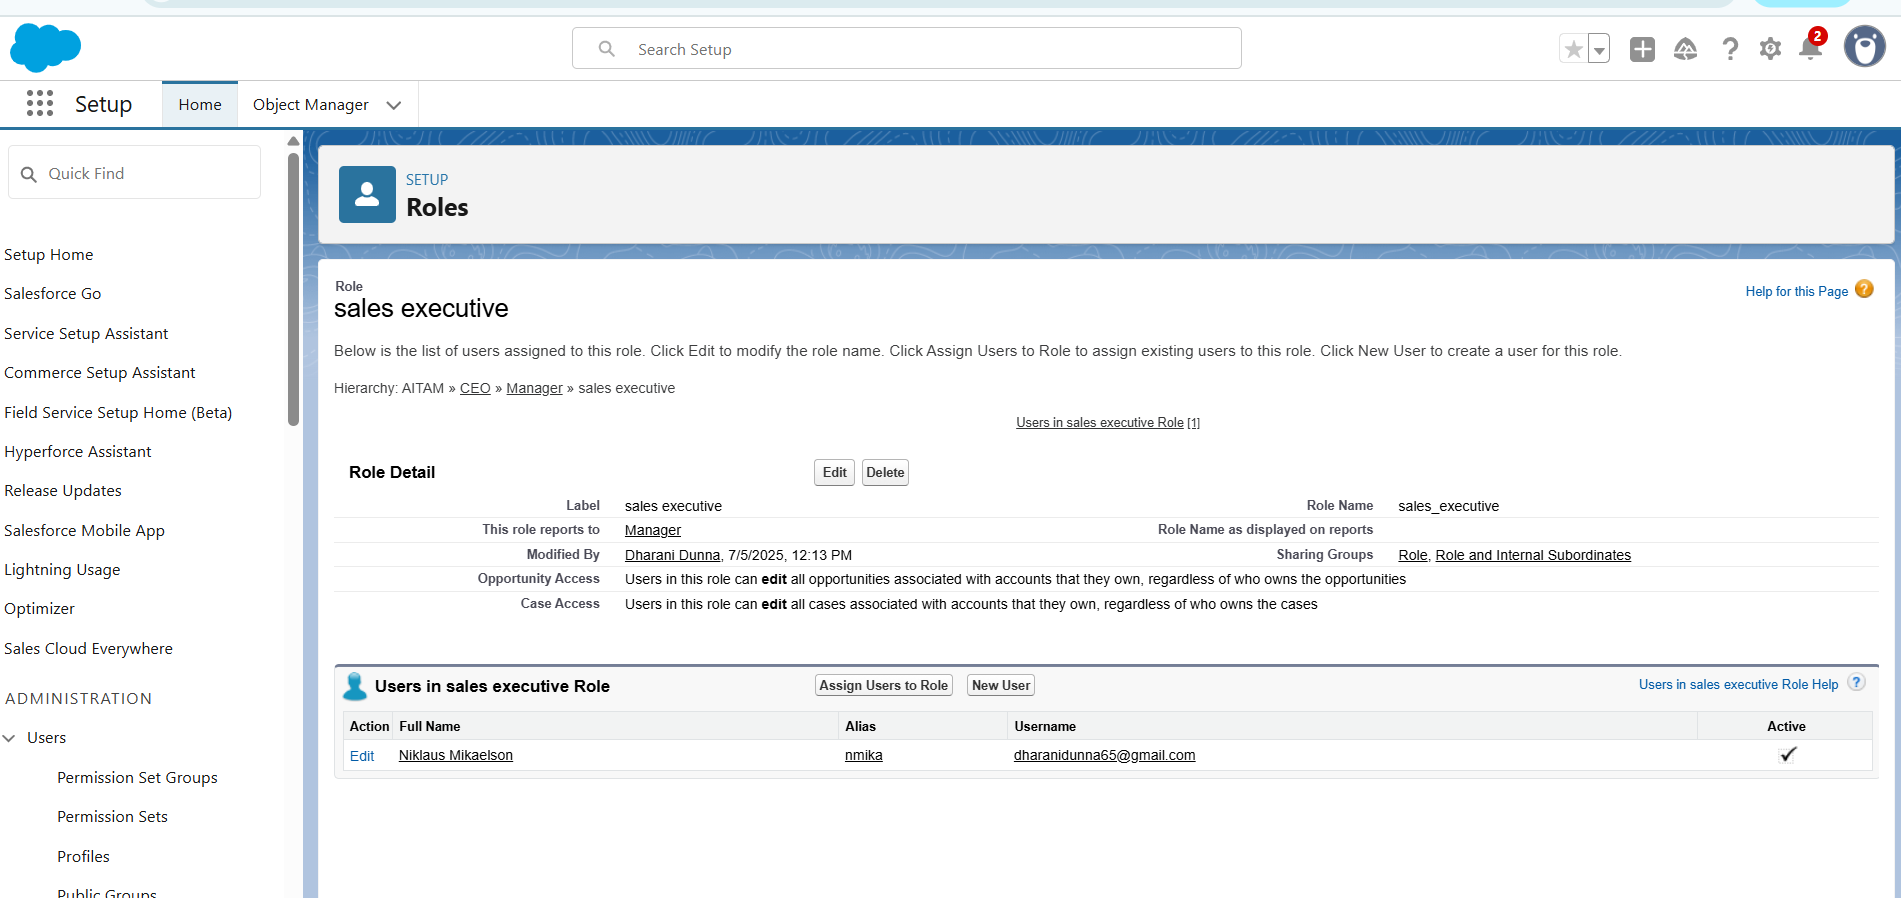 Search Setup
2
Setup
Home
Object Manager
Quick Find
Setup Home
Salesforce Go
Service Setup Assistant
Commerce Setup Assistant
Field Service Setup Home (Beta)
Hyperforce Assistant
Release Updates
Salesforce Mobile App
Lightning Usage
Optimizer
Sales Cloud Everywhere
ADMINISTRATION
Users
Permission Set Groups
Permission Sets
Profiles
Public Groups
SETUP
Roles
Role
sales executive
Help for this Page ?
Below is the list of users assigned to this role. Click Edit to modify the role name. Click Assign Users to Role to assign existing users to this role. Click New User to create a user for this role.
Hierarchy: AITAM » CEO » Manager » sales executive
Users in sales executive Role [1]
Role Detail Edit Delete
Label sales executive Role Name sales_executive
This role reports to Manager Role Name as displayed on reports
Modified By Dharani Dunna, 7/5/2025, 12:13 PM Sharing Groups Role, Role and Internal Subordinates
Opportunity Access Users in this role can edit all opportunities associated with accounts that they own, regardless of who owns the opportunities
Case Access Users in this role can edit all cases associated with accounts that they own, regardless of who owns the cases
Users in sales executive Role Assign Users to Role New User Users in sales executive Role Help ?
Action Full Name Alias Username Active
Edit Niklaus Mikaelson nmika dharanidunna65@gmail.com